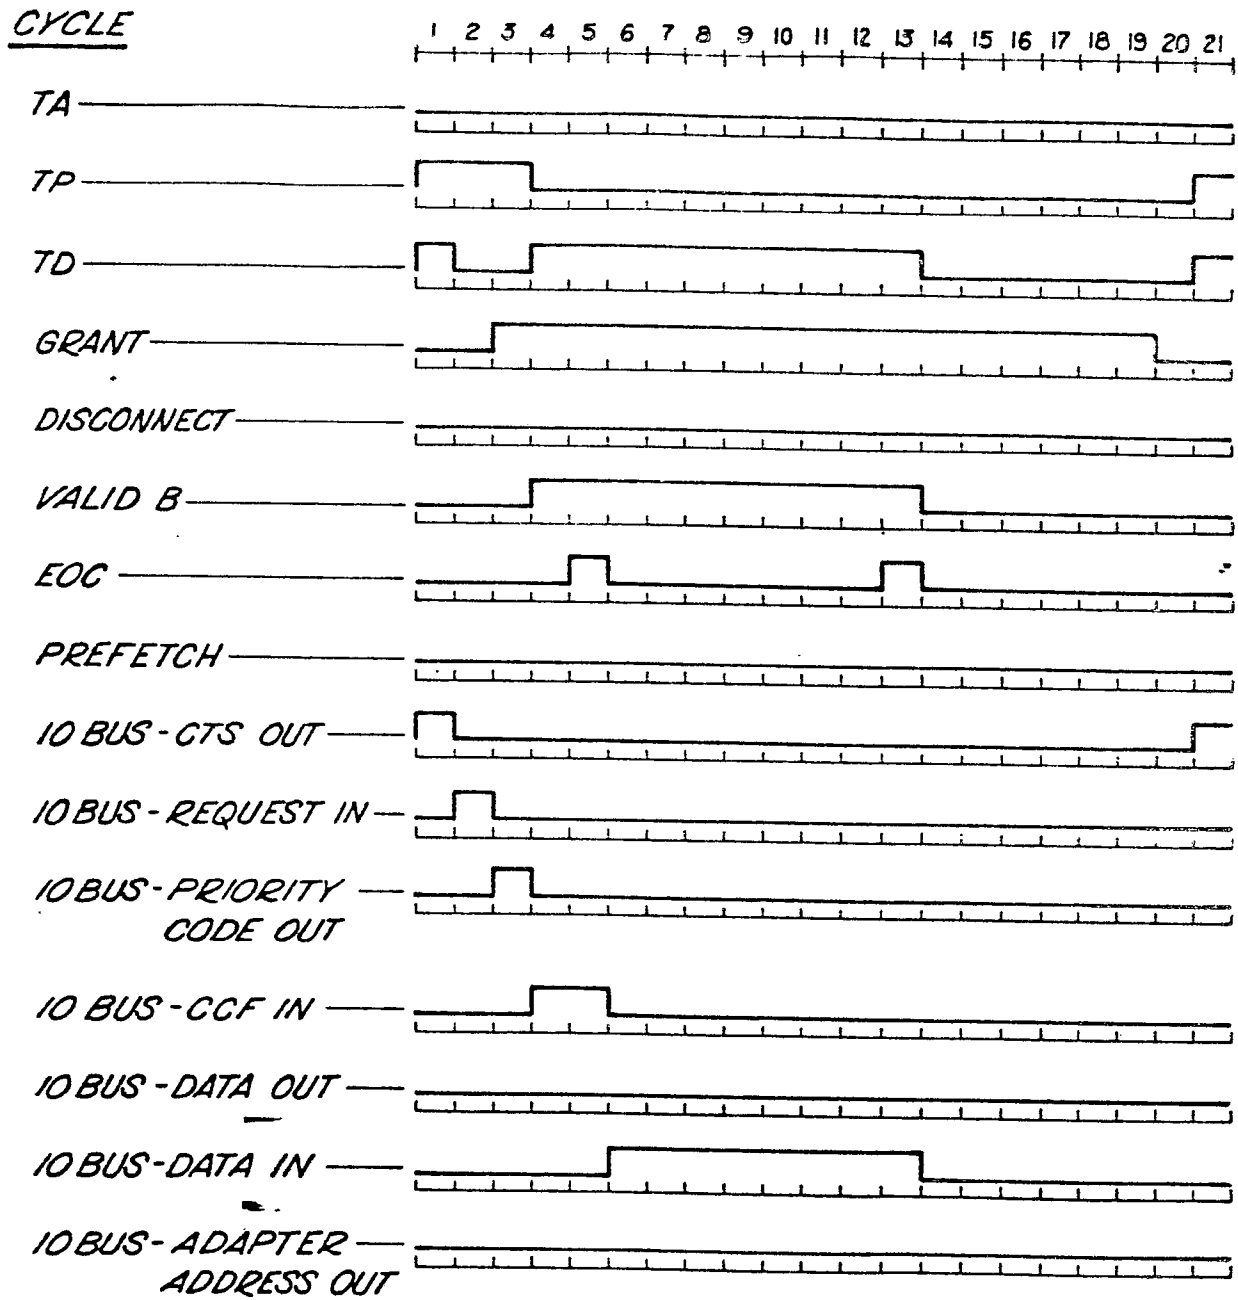 CYCLE
1 2 3 4 5 6 7 8 9 10 11 12 13 14 15 16 17 18 19 20 21
TA
TP
TD
GRANT
DISCONNECT
VALID B
EOC
PREFETCH
IO BUS - CTS OUT
IO BUS - REQUEST IN
IO BUS - PRIORITY
CODE OUT
IO BUS - CCF IN
IO BUS - DATA OUT
IO BUS - DATA IN
IO BUS - ADAPTER
ADDRESS OUT